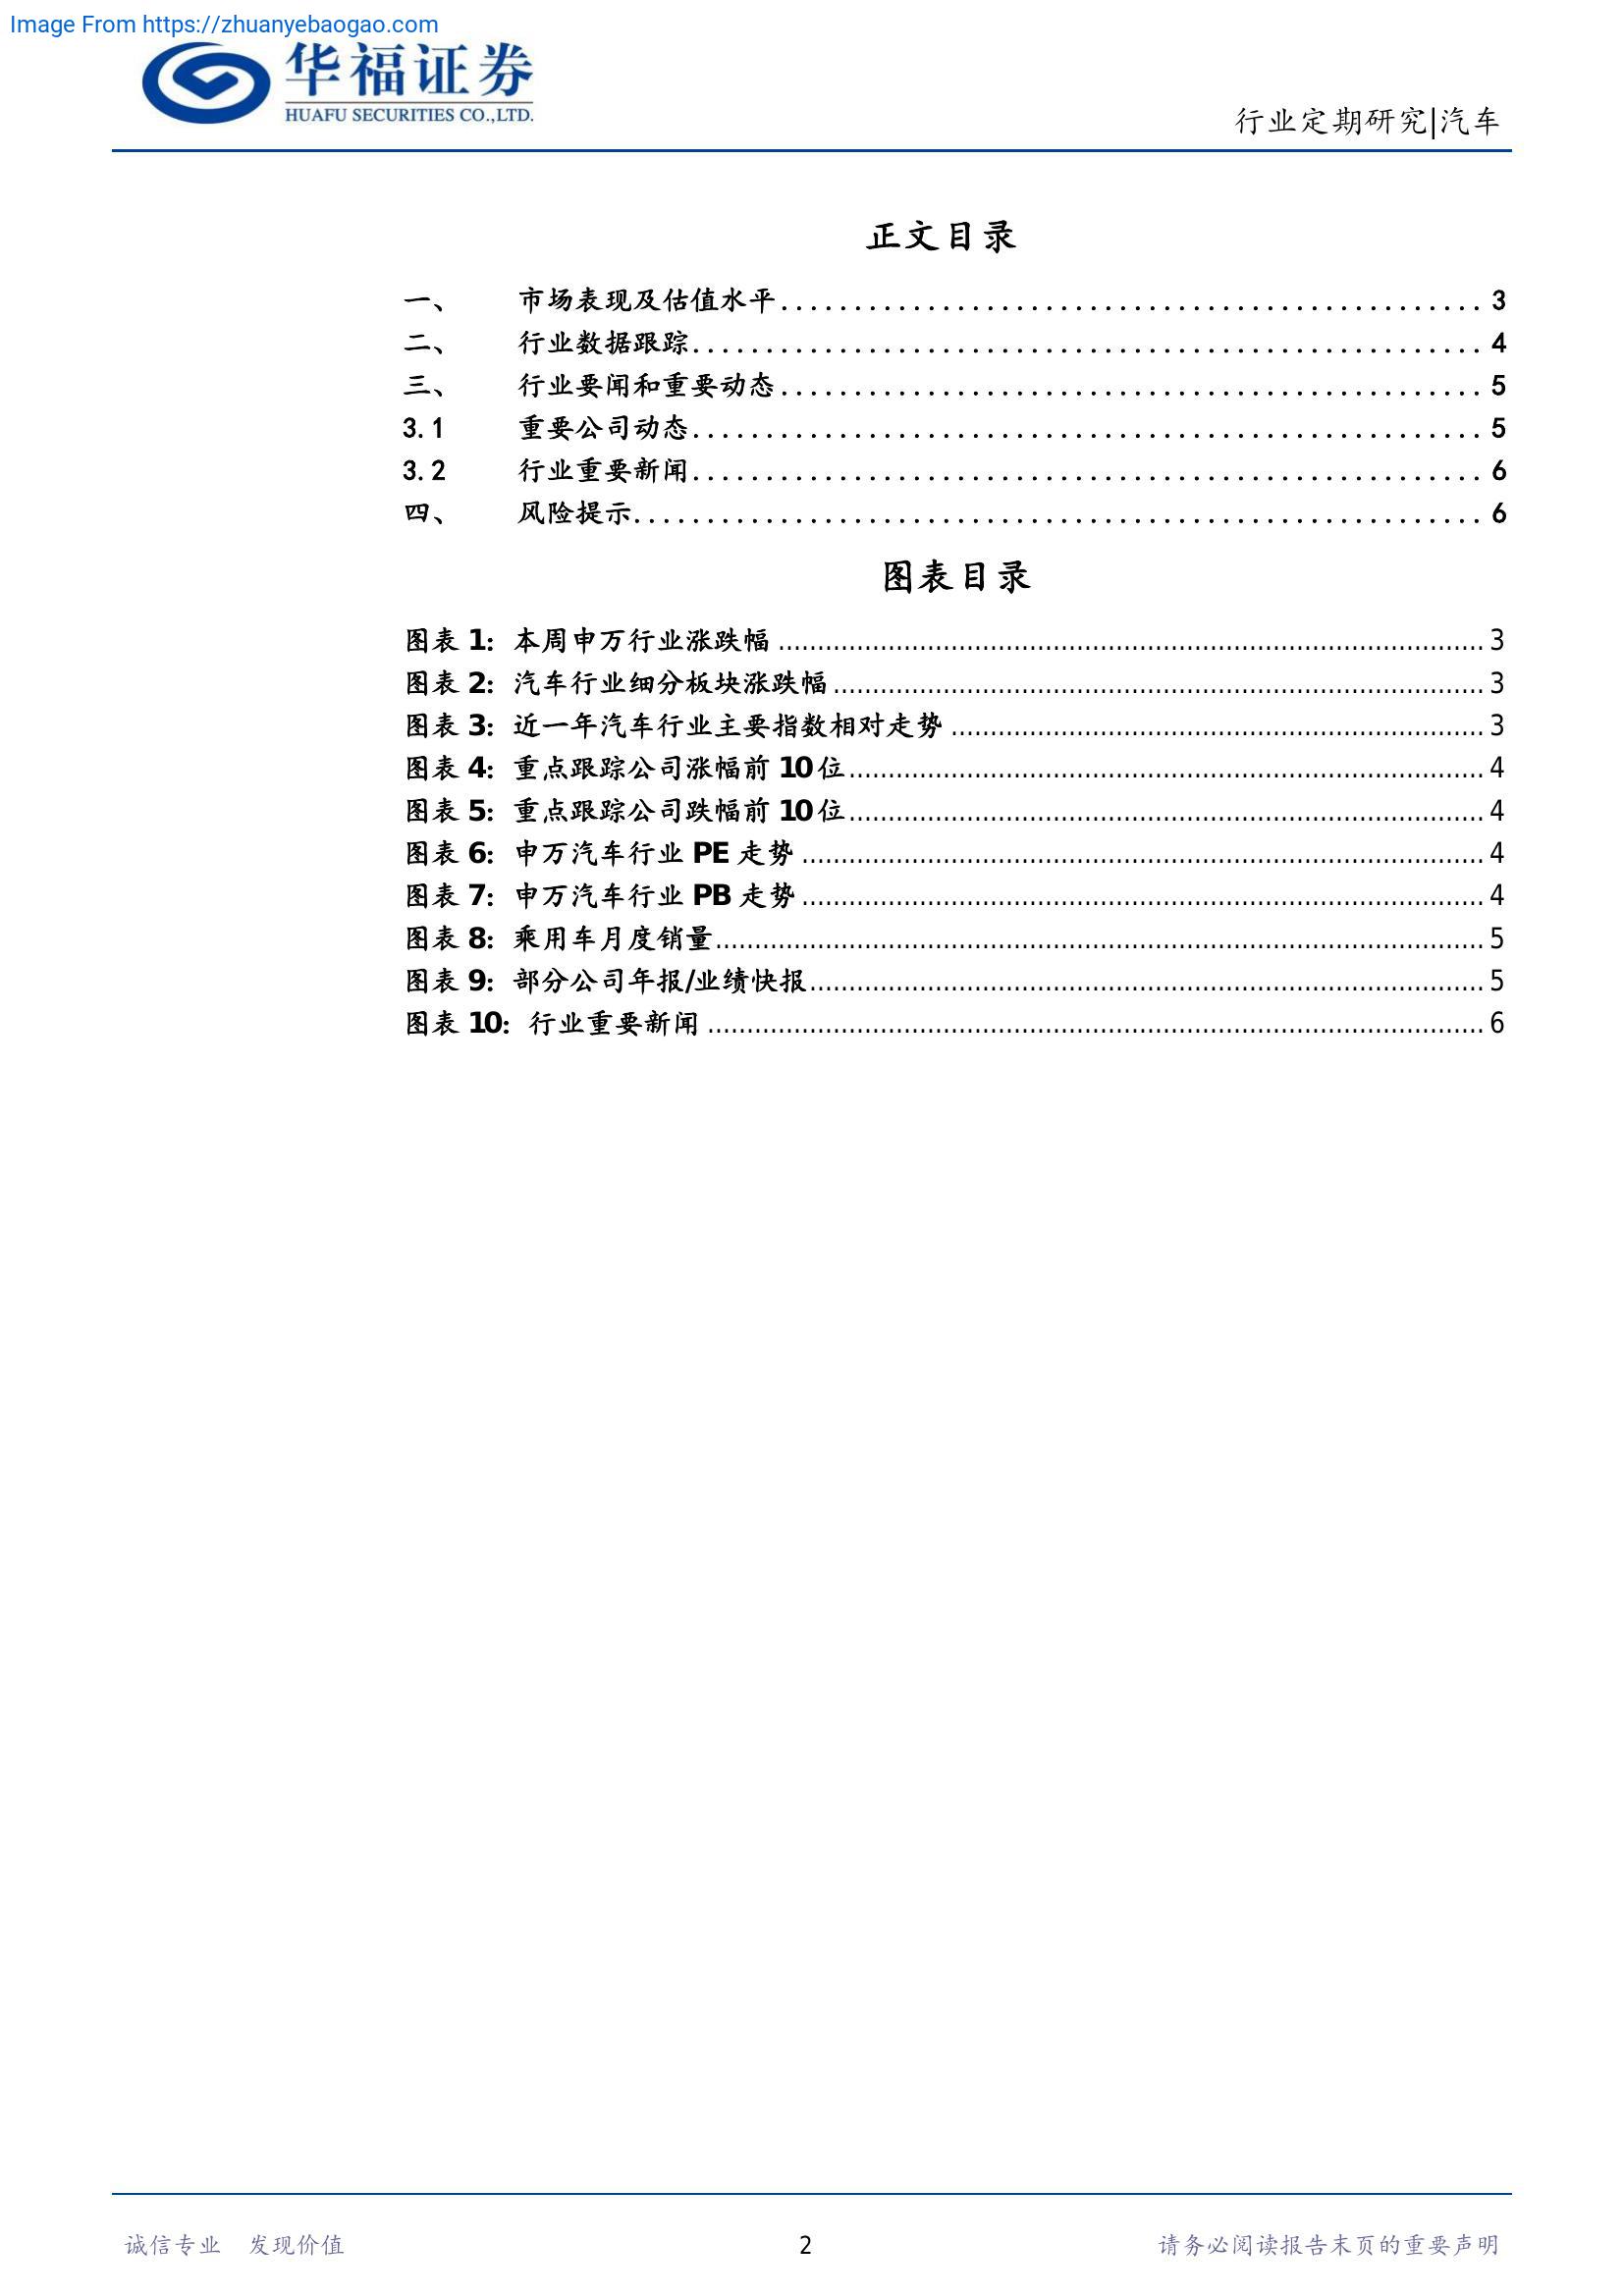 Image From https://zhuanyebaogao.com
华福证券
HUAFU SECURITIES CO.,LTD.
行业定期研究|汽车
正文目录
一、 市场表现及估值水平................................................ 3
二、 行业数据跟踪...................................................... 4
三、 行业要闻和重要动态................................................ 5
3.1 重要公司动态...................................................... 5
3.2 行业重要新闻...................................................... 6
四、 风险提示.......................................................... 6
图表目录
图表 1: 本周申万行业涨跌幅 ................................................ 3
图表 2: 汽车行业细分板块涨跌幅 ................................................ 3
图表 3: 近一年汽车行业主要指数相对走势 ................................................ 3
图表 4: 重点跟踪公司涨幅前 10 位................................................ 4
图表 5: 重点跟踪公司跌幅前 10 位................................................ 4
图表 6: 申万汽车行业 PE 走势 ................................................ 4
图表 7: 申万汽车行业 PB 走势 ................................................ 4
图表 8: 乘用车月度销量................................................ 5
图表 9: 部分公司年报/业绩快报................................................ 5
图表 10: 行业重要新闻 ................................................ 6
诚信专业 发现价值 2 请务必阅读报告末页的重要声明